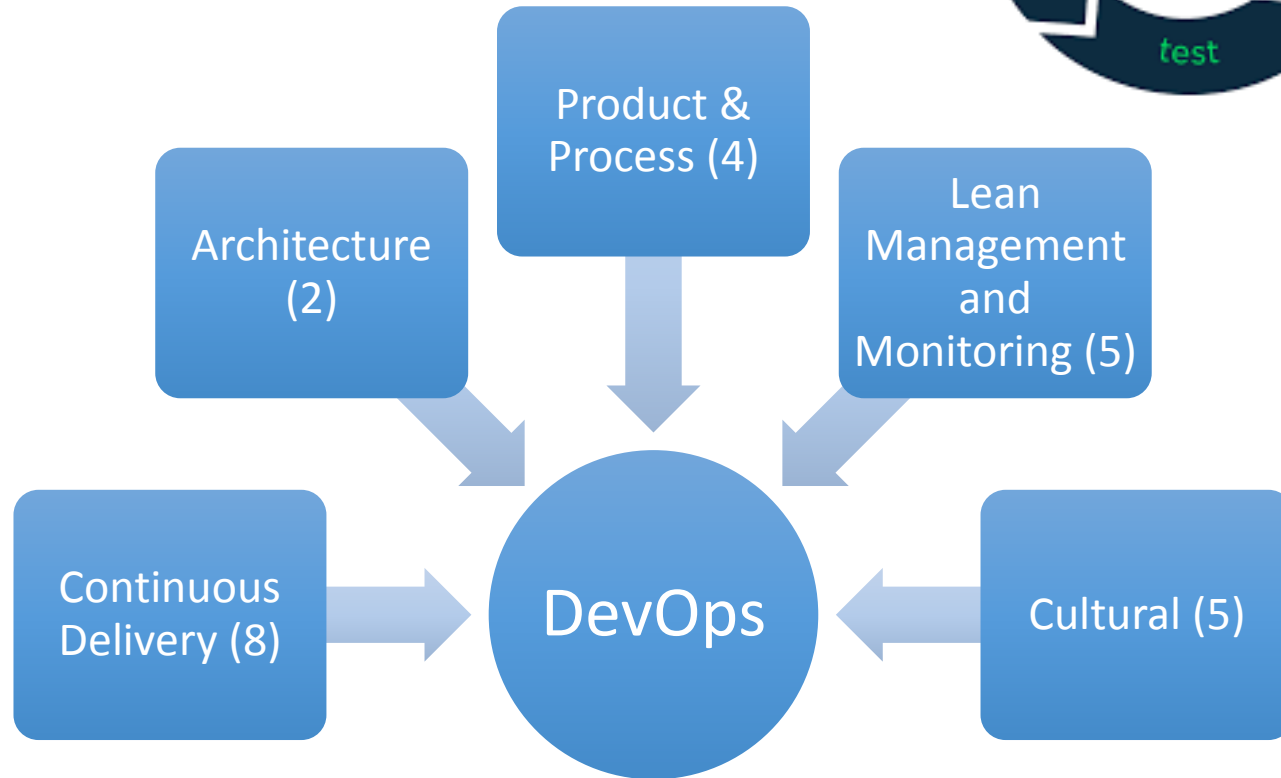 test
Product &
Process (4)
Architecture
(2)
Lean
Management
and
Monitoring (5)
Continuous
Delivery (8)
DevOps
Cultural (5)